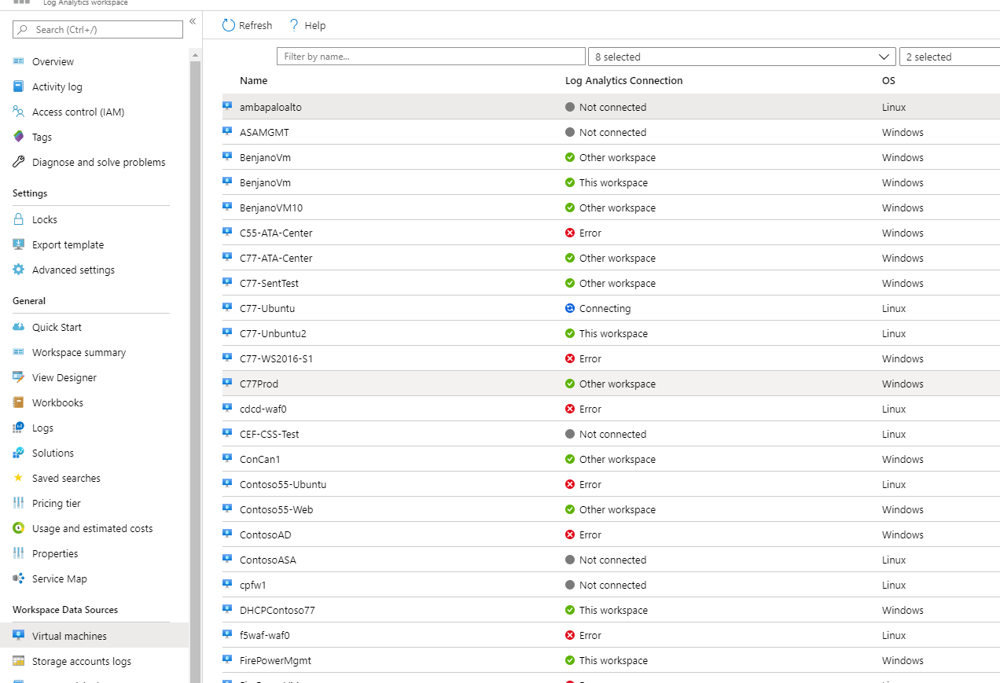 Log Analytics workspace
Search (Ctrl+/)
«
Refresh
? Help
Filter by name...
8 selected
2 selected
Overview
Activity log
Access control (IAM)
Tags
Diagnose and solve problems
Settings
Locks
Export template
Advanced settings
General
Quick Start
Workspace summary
View Designer
Workbooks
Logs
Solutions
Saved searches
Pricing tier
Usage and estimated costs
Properties
Service Map
Workspace Data Sources
Virtual machines
Storage accounts logs
Name Log Analytics Connection OS
ambapaloalto Not connected Linux
ASAMGMT Not connected Windows
BenjanoVm Other workspace Windows
BenjanoVm This workspace Windows
BenjanoVM10 Other workspace Windows
C55-ATA-Center Error Windows
C77-ATA-Center Other workspace Windows
C77-SentTest Other workspace Windows
C77-Ubuntu Connecting Linux
C77-Unbuntu2 This workspace Linux
C77-WS2016-S1 Error Windows
C77Prod Other workspace Windows
cdcd-waf0 Error Linux
CEF-CSS-Test Not connected Linux
ConCan1 Other workspace Windows
Contoso55-Ubuntu Error Linux
Contoso55-Web Other workspace Windows
ContosoAD Error Windows
ContosoASA Not connected Linux
cpfw1 Not connected Linux
DHCPContoso77 This workspace Windows
f5waf-waf0 Error Linux
FirePowerMgmt This workspace Windows